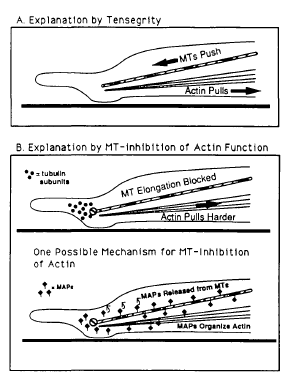 A. Explanation by Tensegrity
MTs Push
Actin Pulls
B. Explanation by MT-Inhibition of Actin Function
= tubulin
subunits
MT Elongation Blocked
Actin Pulls Harder
One Possible Mechanism for MT-Inhibition
of Actin
= MAPs
MAPs Released from MTs
MAPs Organize Actin